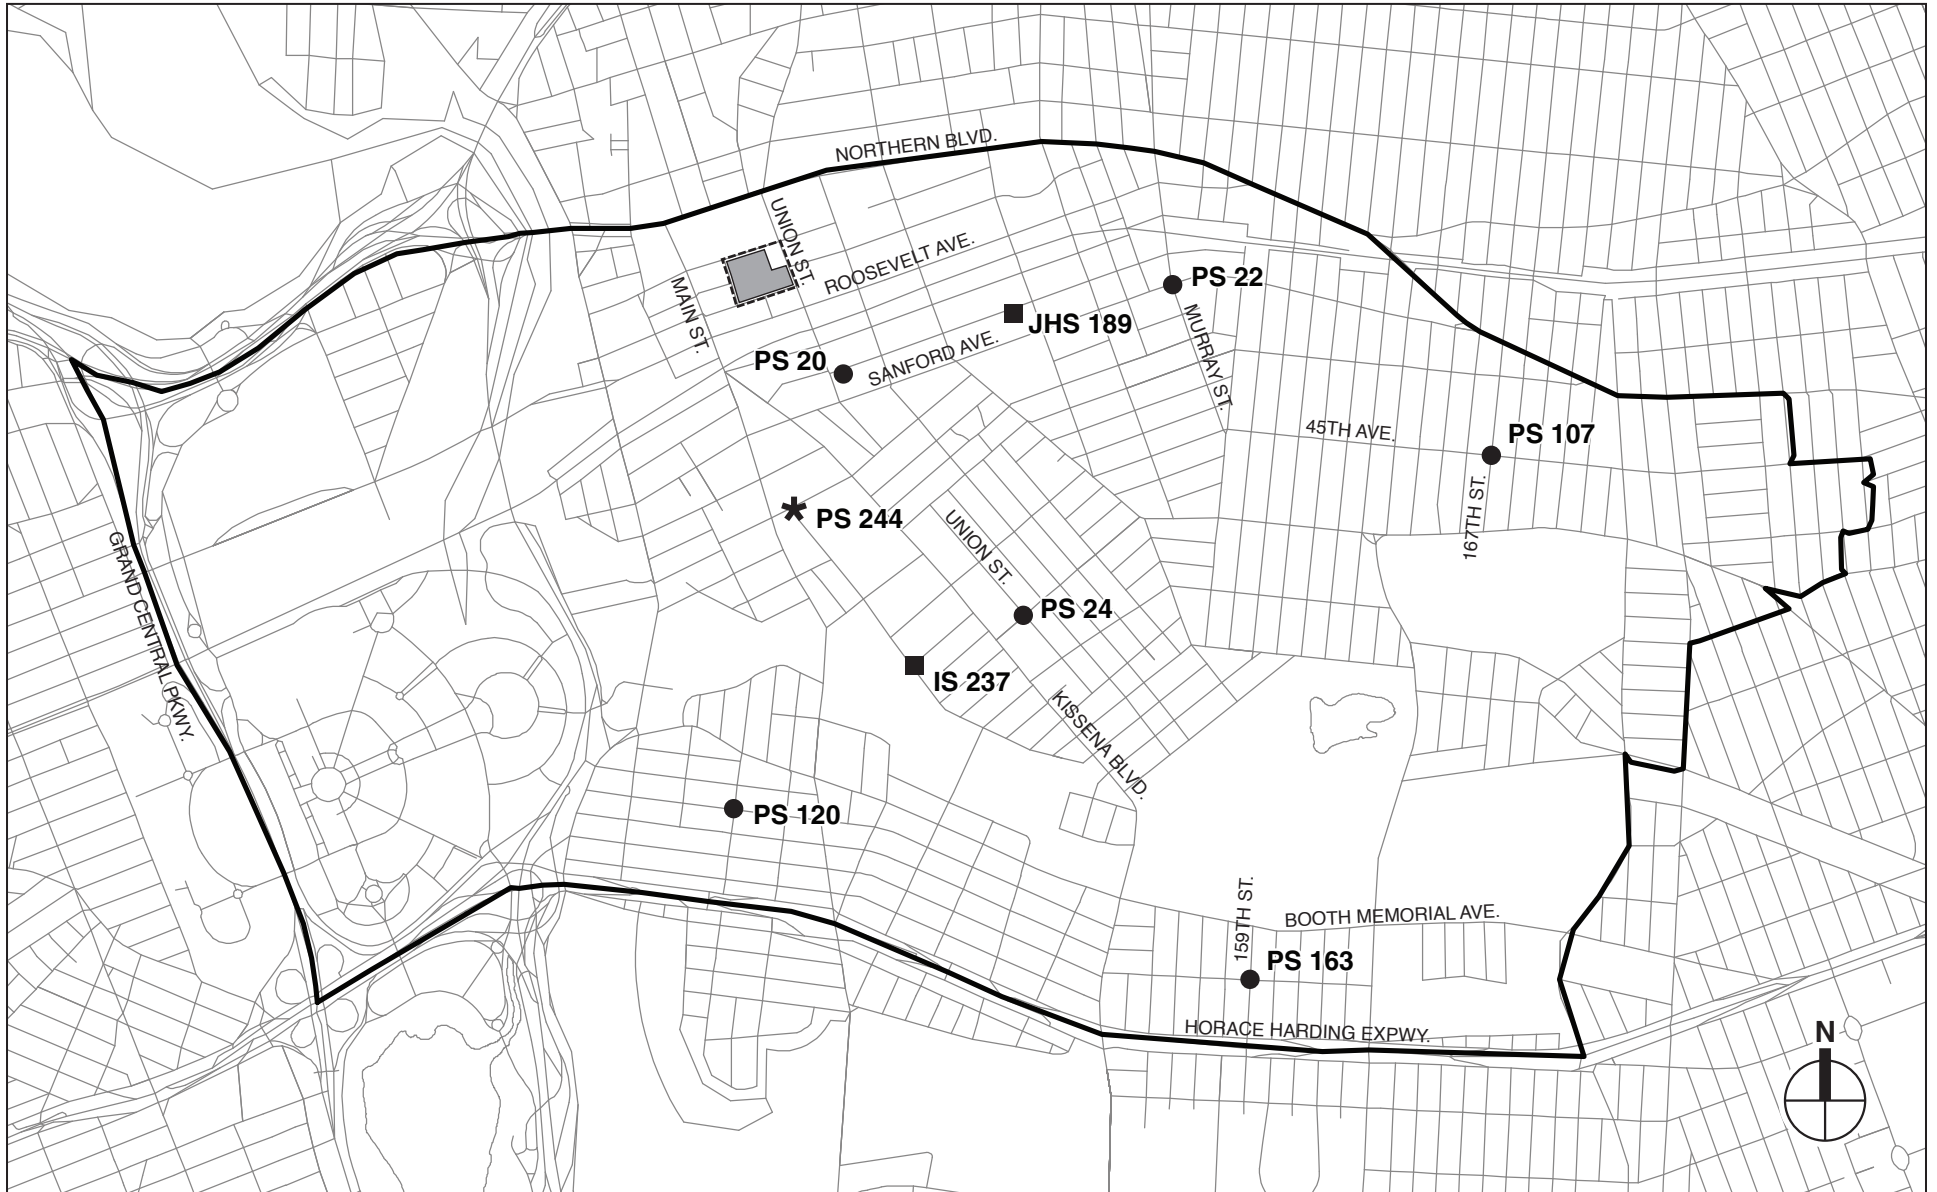 NORTHERN BLVD.
UNION ST.
ROOSEVELT AVE.
MAIN ST.
PS 22
JHS 189
MURRAY ST.
PS 20
SANFORD AVE.
45TH AVE.
PS 107
167TH ST.
PS 244
UNION ST.
GRAND CENTRAL PKWY.
PS 24
IS 237
KISSENA BLVD.
PS 120
159TH ST.
BOOTH MEMORIAL AVE.
PS 163
HORACE HARDING EXPWY.
N